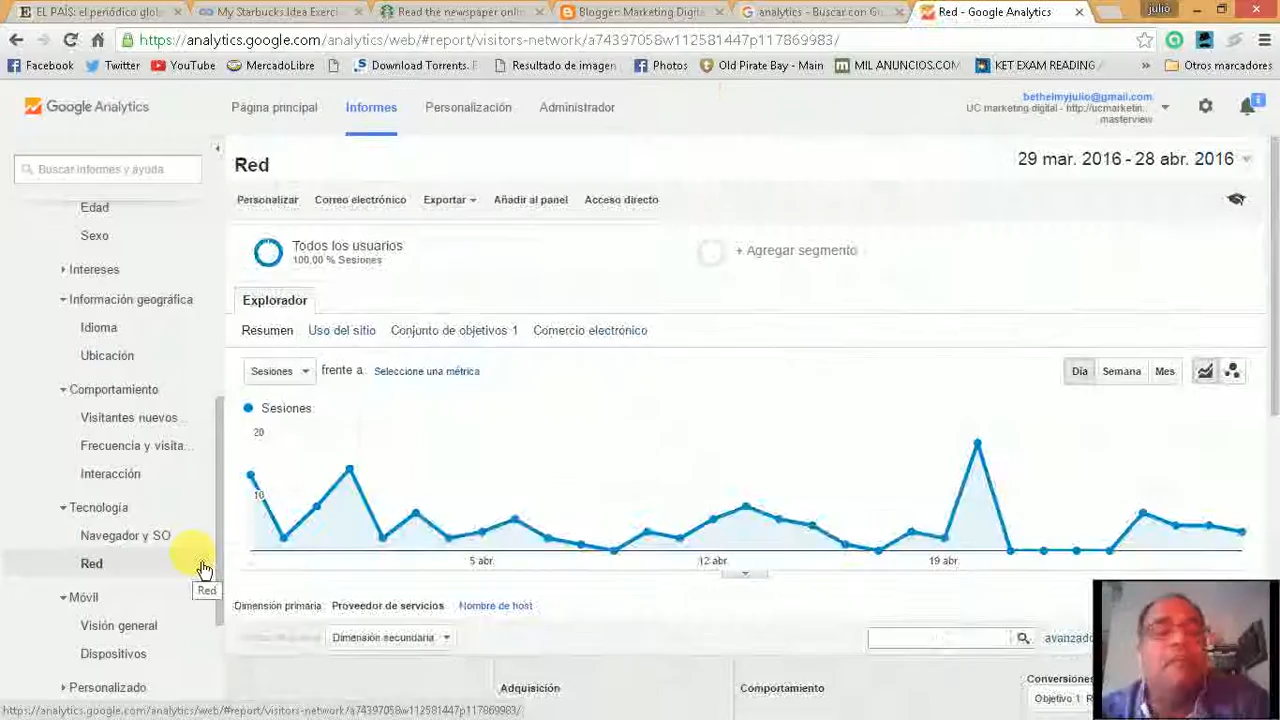 EL PAÍS: el periódico glob
My Starbucks Idea Exerci
Read the newspaper onli
Blogger: Marketing Digita
analytics - Buscar con Go
Red - Google Analytics
julio
https://analytics.google.com/analytics/web/#report/visitors-network/a74397058w112581447p117869983/
Facebook
Twitter
YouTube
MercadoLibre
Download Torrents.
Resultado de imagen
Photos
Old Pirate Bay - Main
MIL ANUNCIOS.COM
KET EXAM READING
»
Otros marcadores
Google Analytics
Página principal
Informes
Personalización
Administrador
bethelmyjulio@gmail.com
UC marketing digital - http://ucmarketin...
masterview
Buscar informes y ayuda
Red
29 mar. 2016 - 28 abr. 2016
Personalizar
Correo electrónico
Exportar
Añadir al panel
Acceso directo
Edad
Sexo
Intereses
Información geográfica
Idioma
Ubicación
Comportamiento
Visitantes nuevos...
Frecuencia y visita...
Interacción
Tecnología
Navegador y SO
Red
Red
Móvil
Visión general
Dispositivos
Personalizado
Todos los usuarios
100,00 % Sesiones
+ Agregar segmento
Explorador
Resumen
Uso del sitio
Conjunto de objetivos 1
Comercio electrónico
Sesiones
frente a
Seleccione una métrica
Día
Semana
Mes
Sesiones
20
10
5 abr.
12 abr.
19 abr.
Dimensión primaria:
Proveedor de servicios
Nombre de host
Dimensión secundaria
avanzado
Adquisición
Comportamiento
Conversiones
Objetivo 1: R
https://analytics.google.com/analytics/web/#report/visitors-network/a74397058w112581447p117869983/